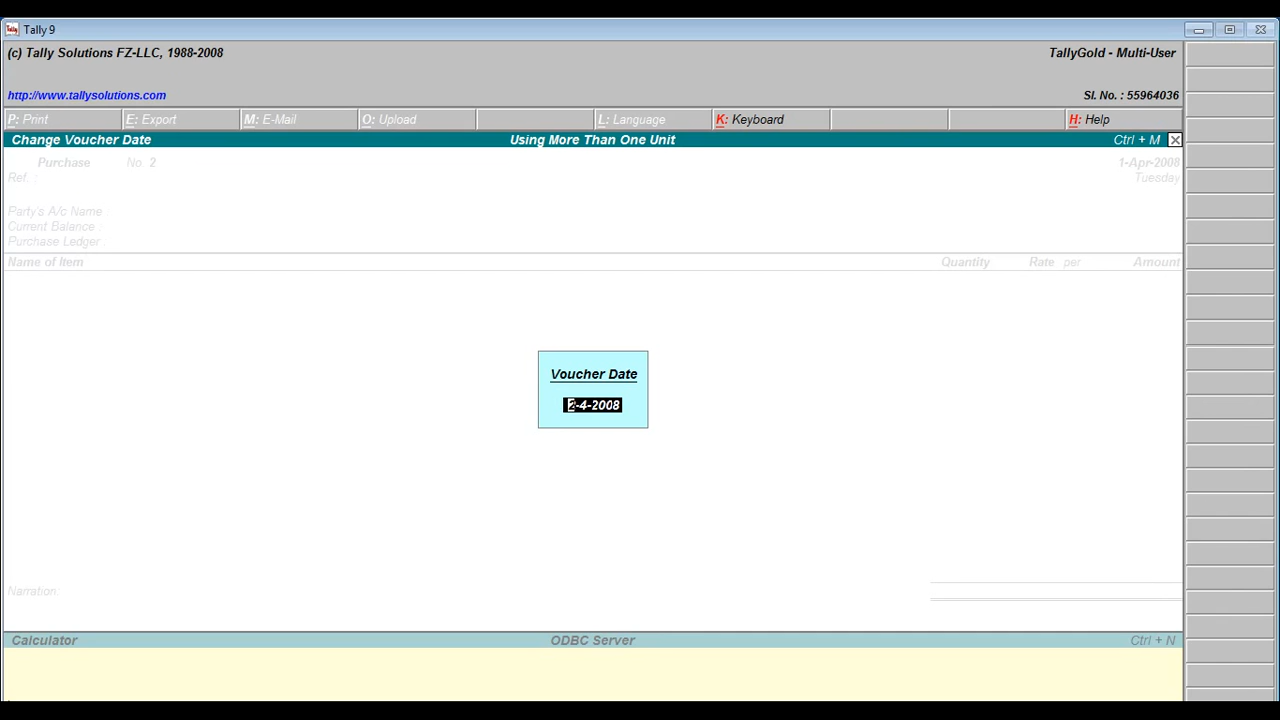 Tally 9
(c) Tally Solutions FZ-LLC, 1988-2008 TallyGold - Multi-User
http://www.tallysolutions.com Sl. No. : 55964036
P: Print E: Export M: E-Mail O: Upload L: Language K: Keyboard H: Help
Change Voucher Date Using More Than One Unit Ctrl + M
Purchase No. 2 1-Apr-2008
Ref. : Tuesday
Party's A/c Name
Current Balance :
Purchase Ledger :
Name of Item Quantity Rate per Amount
Voucher Date
2-4-2008
Narration:
Calculator ODBC Server Ctrl + N